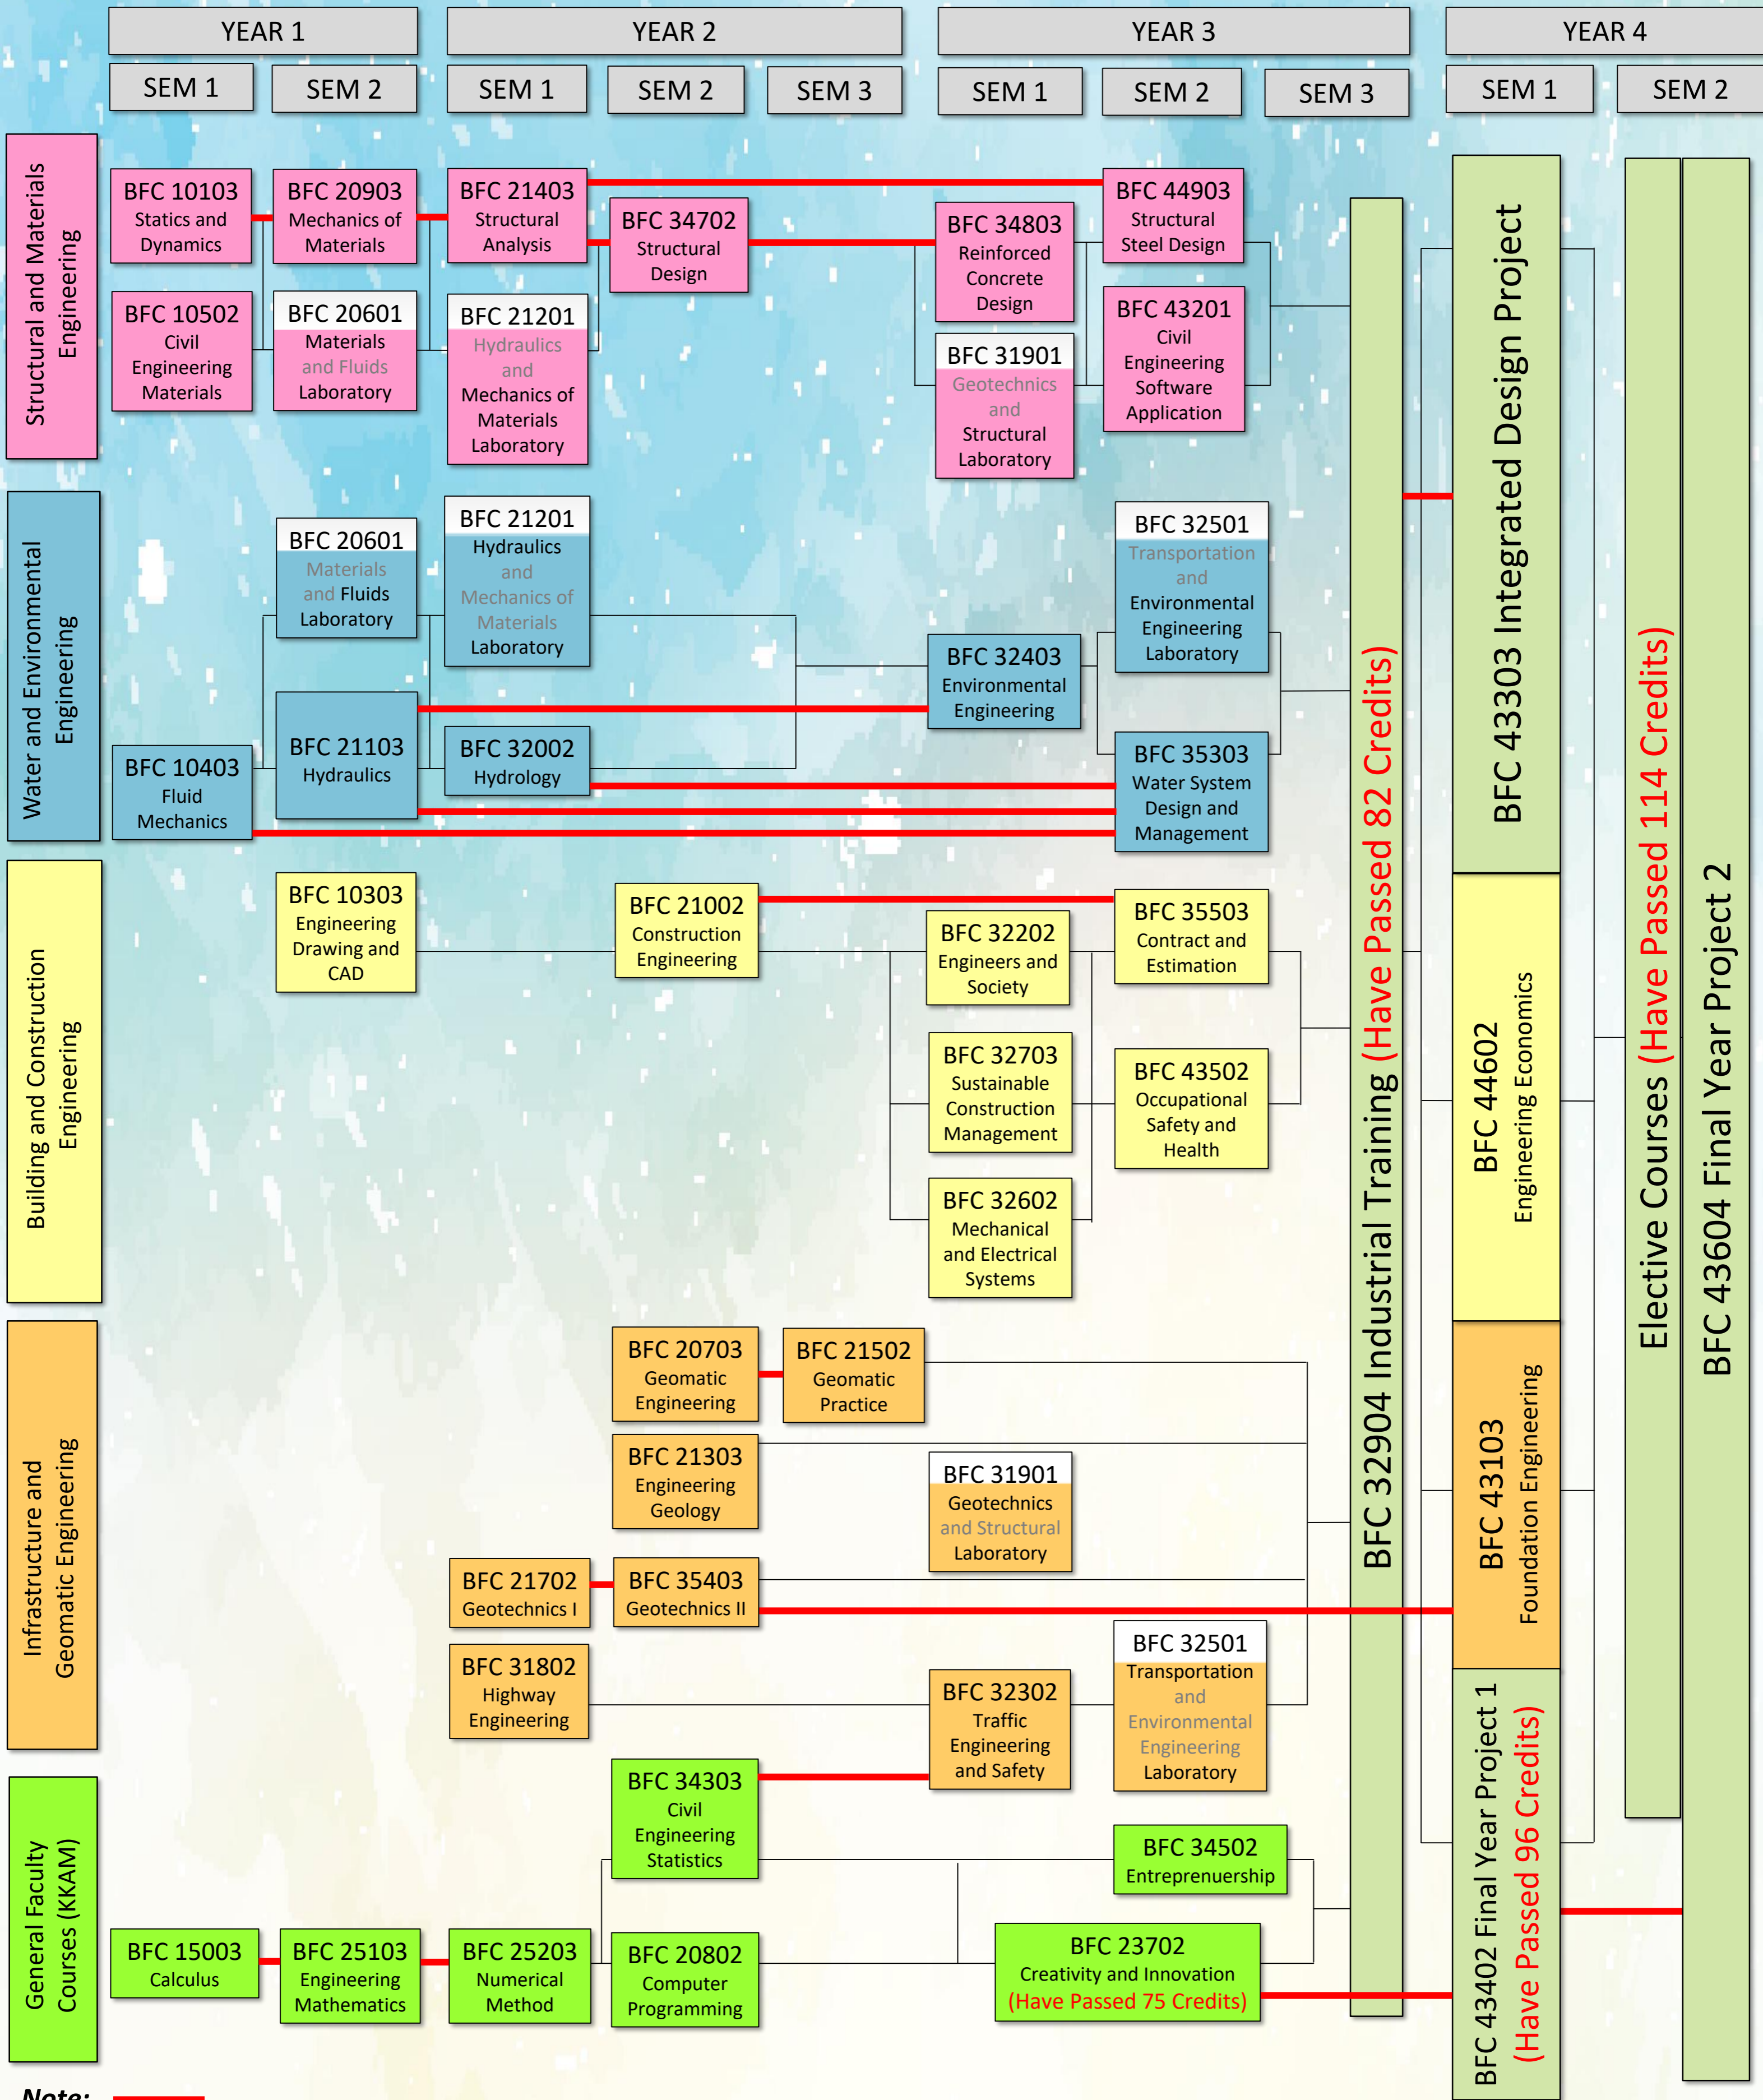 YEAR 1
YEAR 2
YEAR 3
YEAR 4
SEM 1
SEM 2
SEM 1
SEM 2
SEM 3
SEM 1
SEM 2
SEM 3
SEM 1
SEM 2
Structural and Materials
Engineering
BFC 10103
Statics and
Dynamics
BFC 20903
Mechanics of
Materials
BFC 21403
Structural
Analysis
BFC 34702
Structural
Design
BFC 34803
Reinforced
Concrete
Design
BFC 44903
Structural
Steel Design
BFC 10502
Civil
Engineering
Materials
BFC 20601
Materials
and Fluids
Laboratory
BFC 21201
Hydraulics
and
Mechanics of
Materials
Laboratory
BFC 31901
Geotechnics
and
Structural
Laboratory
BFC 43201
Civil
Engineering
Software
Application
Water and Environmental
Engineering
BFC 20601
Materials
and Fluids
Laboratory
BFC 21201
Hydraulics
and
Mechanics of
Materials
Laboratory
BFC 32501
Transportation
and
Environmental
Engineering
Laboratory
BFC 32403
Environmental
Engineering
BFC 10403
Fluid
Mechanics
BFC 21103
Hydraulics
BFC 32002
Hydrology
BFC 35303
Water System
Design and
Management
Building and Construction
Engineering
BFC 10303
Engineering
Drawing and
CAD
BFC 21002
Construction
Engineering
BFC 32202
Engineers and
Society
BFC 35503
Contract and
Estimation
BFC 32703
Sustainable
Construction
Management
BFC 43502
Occupational
Safety and
Health
BFC 32602
Mechanical
and Electrical
Systems
Infrastructure and
Geomatic Engineering
BFC 20703
Geomatic
Engineering
BFC 21502
Geomatic
Practice
BFC 21303
Engineering
Geology
BFC 31901
Geotechnics
and Structural
Laboratory
BFC 21702
Geotechnics I
BFC 35403
Geotechnics II
BFC 31802
Highway
Engineering
BFC 32302
Traffic
Engineering
and Safety
BFC 32501
Transportation
and
Environmental
Engineering
Laboratory
General Faculty
Courses (KKAM)
BFC 34303
Civil
Engineering
Statistics
BFC 34502
Entreprenuership
BFC 15003
Calculus
BFC 25103
Engineering
Mathematics
BFC 25203
Numerical
Method
BFC 20802
Computer
Programming
BFC 23702
Creativity and Innovation
(Have Passed 75 Credits)
BFC 32904 Industrial Training (Have Passed 82 Credits)
BFC 43303 Integrated Design Project
BFC 44602
Engineering Economics
BFC 43103
Foundation Engineering
BFC 43402 Final Year Project 1
(Have Passed 96 Credits)
Elective Courses (Have Passed 114 Credits)
BFC 43604 Final Year Project 2
Note: